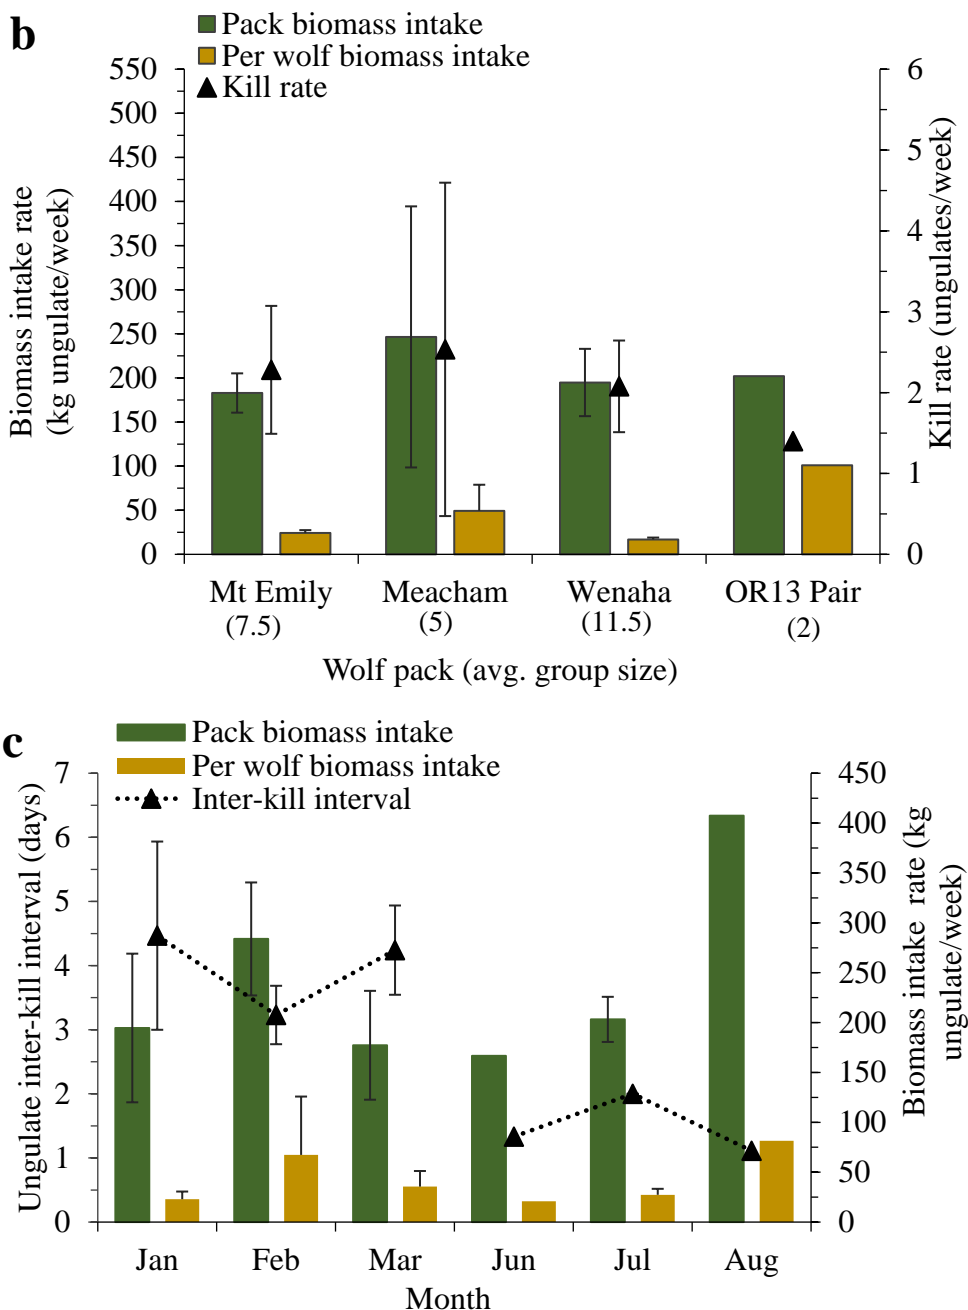 b
Pack biomass intake
Per wolf biomass intake
Kill rate
550
500
450
400
350
300
250
200
150
100
50
0
Biomass intake rate
(kg ungulate/week)
6
5
4
3
2
1
0
Kill rate (ungulates/week)
Mt Emily Meacham Wenaha OR13 Pair
(7.5) (5) (11.5) (2)
Wolf pack (avg. group size)
c
Pack biomass intake
Per wolf biomass intake
Inter-kill interval
7
6
5
4
3
2
1
0
Ungulate inter-kill interval (days)
450
400
350
300
250
200
150
100
50
0
Biomass intake rate (kg
ungulate/week)
Jan Feb Mar Jun Jul Aug
Month